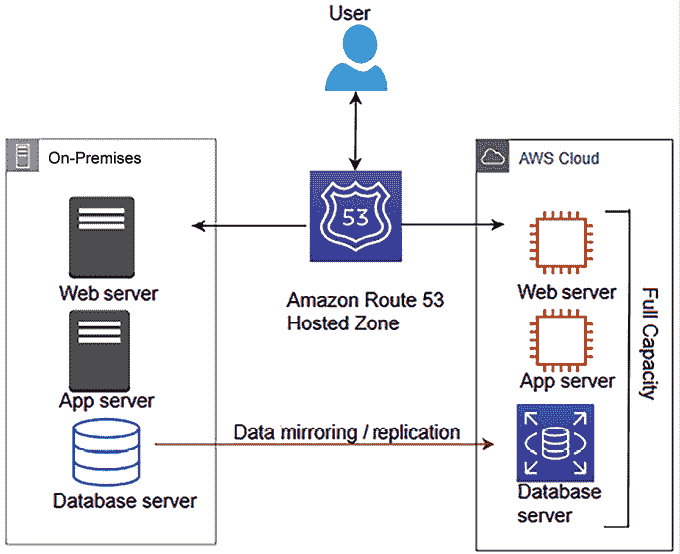 User
On-Premises
AWS Cloud
53
Web server
Amazon Route 53
Hosted Zone
Web server
App server
App server
Full Capacity
Data mirroring / replication
Database server
Database
server